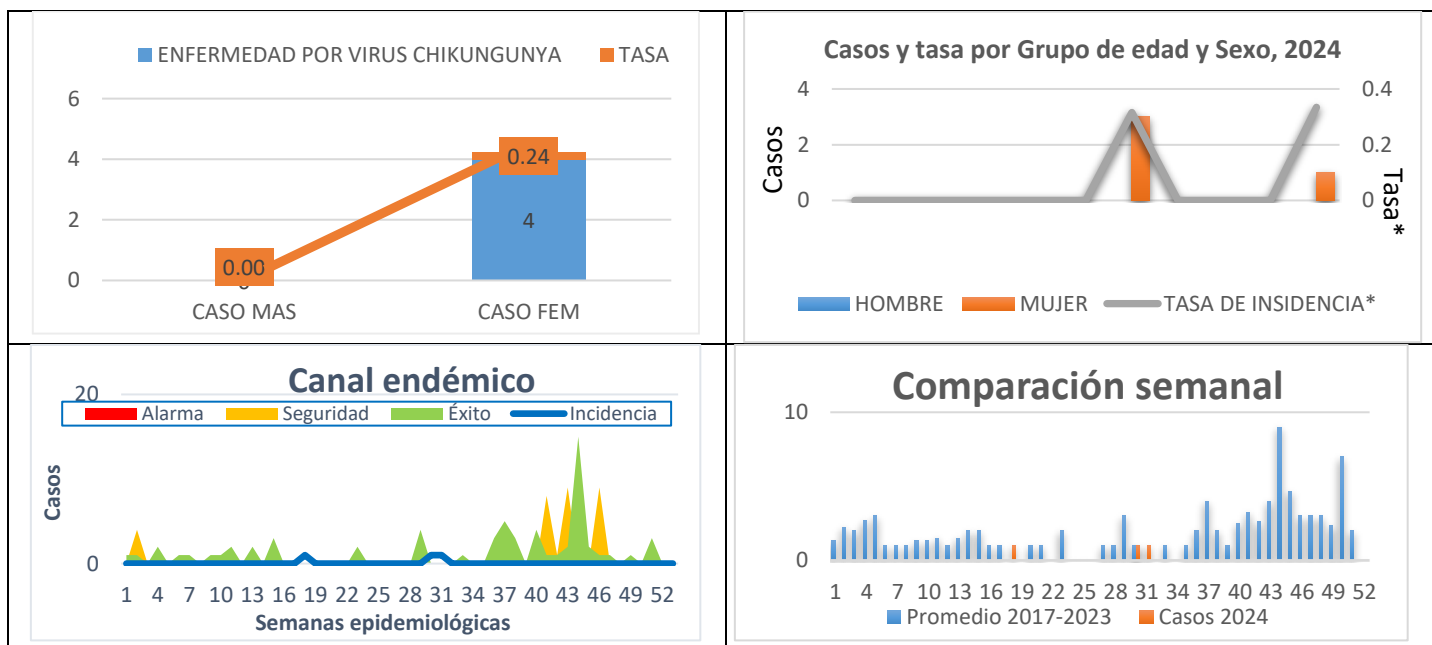 ENFERMEDAD POR VIRUS CHIKUNGUNYA TASA
6
4
2
0
0.24
4
0.00
CASO MAS CASO FEM
Casos y tasa por Grupo de edad y Sexo, 2024
4
2
0
Casos
0.4
0.2
0
Tasa*
HOMBRE MUJER TASA DE INSIDENCIA*
Canal endémico
20
Alarma Seguridad Éxito Incidencia
Casos
0
1 4 7 10 13 16 19 22 25 28 31 34 37 40 43 46 49 52
Semanas epidemiológicas
Comparación semanal
10
0
1 4 7 10 13 16 19 22 25 28 31 34 37 40 43 46 49 52
Promedio 2017-2023 Casos 2024